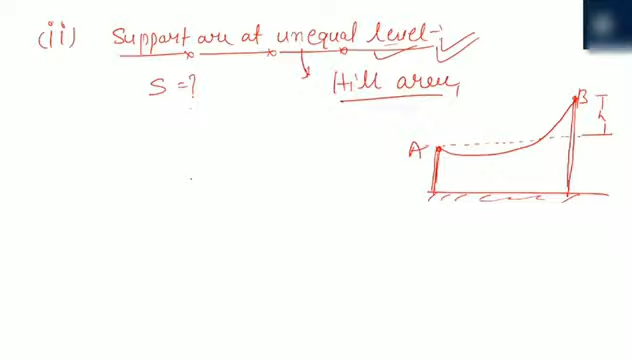 (ii) Support are at unequal level-:
S = ?
Hill area,
A
B
h